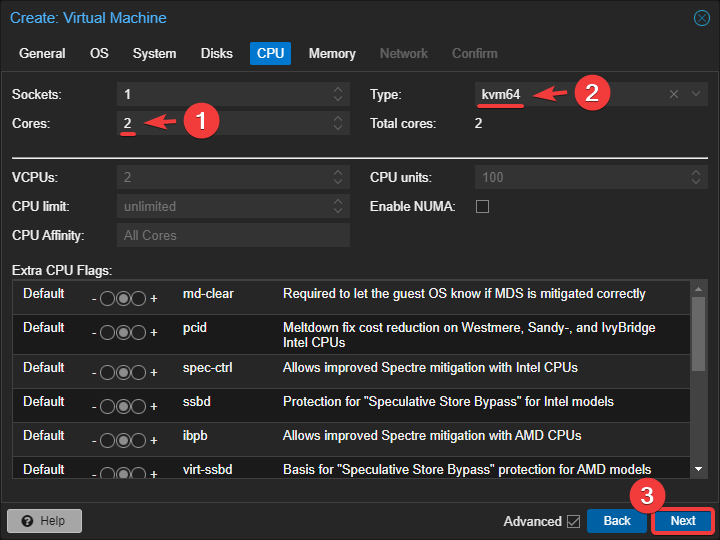 Create: Virtual Machine
General OS System Disks CPU Memory Network Confirm
Sockets: 1 Type: kvm64 2
Cores: 2 1 Total cores: 2
VCPUs: 2 CPU units: 100
CPU limit: unlimited Enable NUMA:
CPU Affinity: All Cores
Extra CPU Flags:
Default - + md-clear Required to let the guest OS know if MDS is mitigated correctly
Default - + pcid Meltdown fix cost reduction on Westmere, Sandy-, and IvyBridge
Intel CPUs
Default - + spec-ctrl Allows improved Spectre mitigation with Intel CPUs
Default - + ssbd Protection for "Speculative Store Bypass" for Intel models
Default - + ibpb Allows improved Spectre mitigation with AMD CPUs
Default - + virt-ssbd Basis for "Speculative Store Bypass" protection for AMD models
3
? Help Advanced Back Next